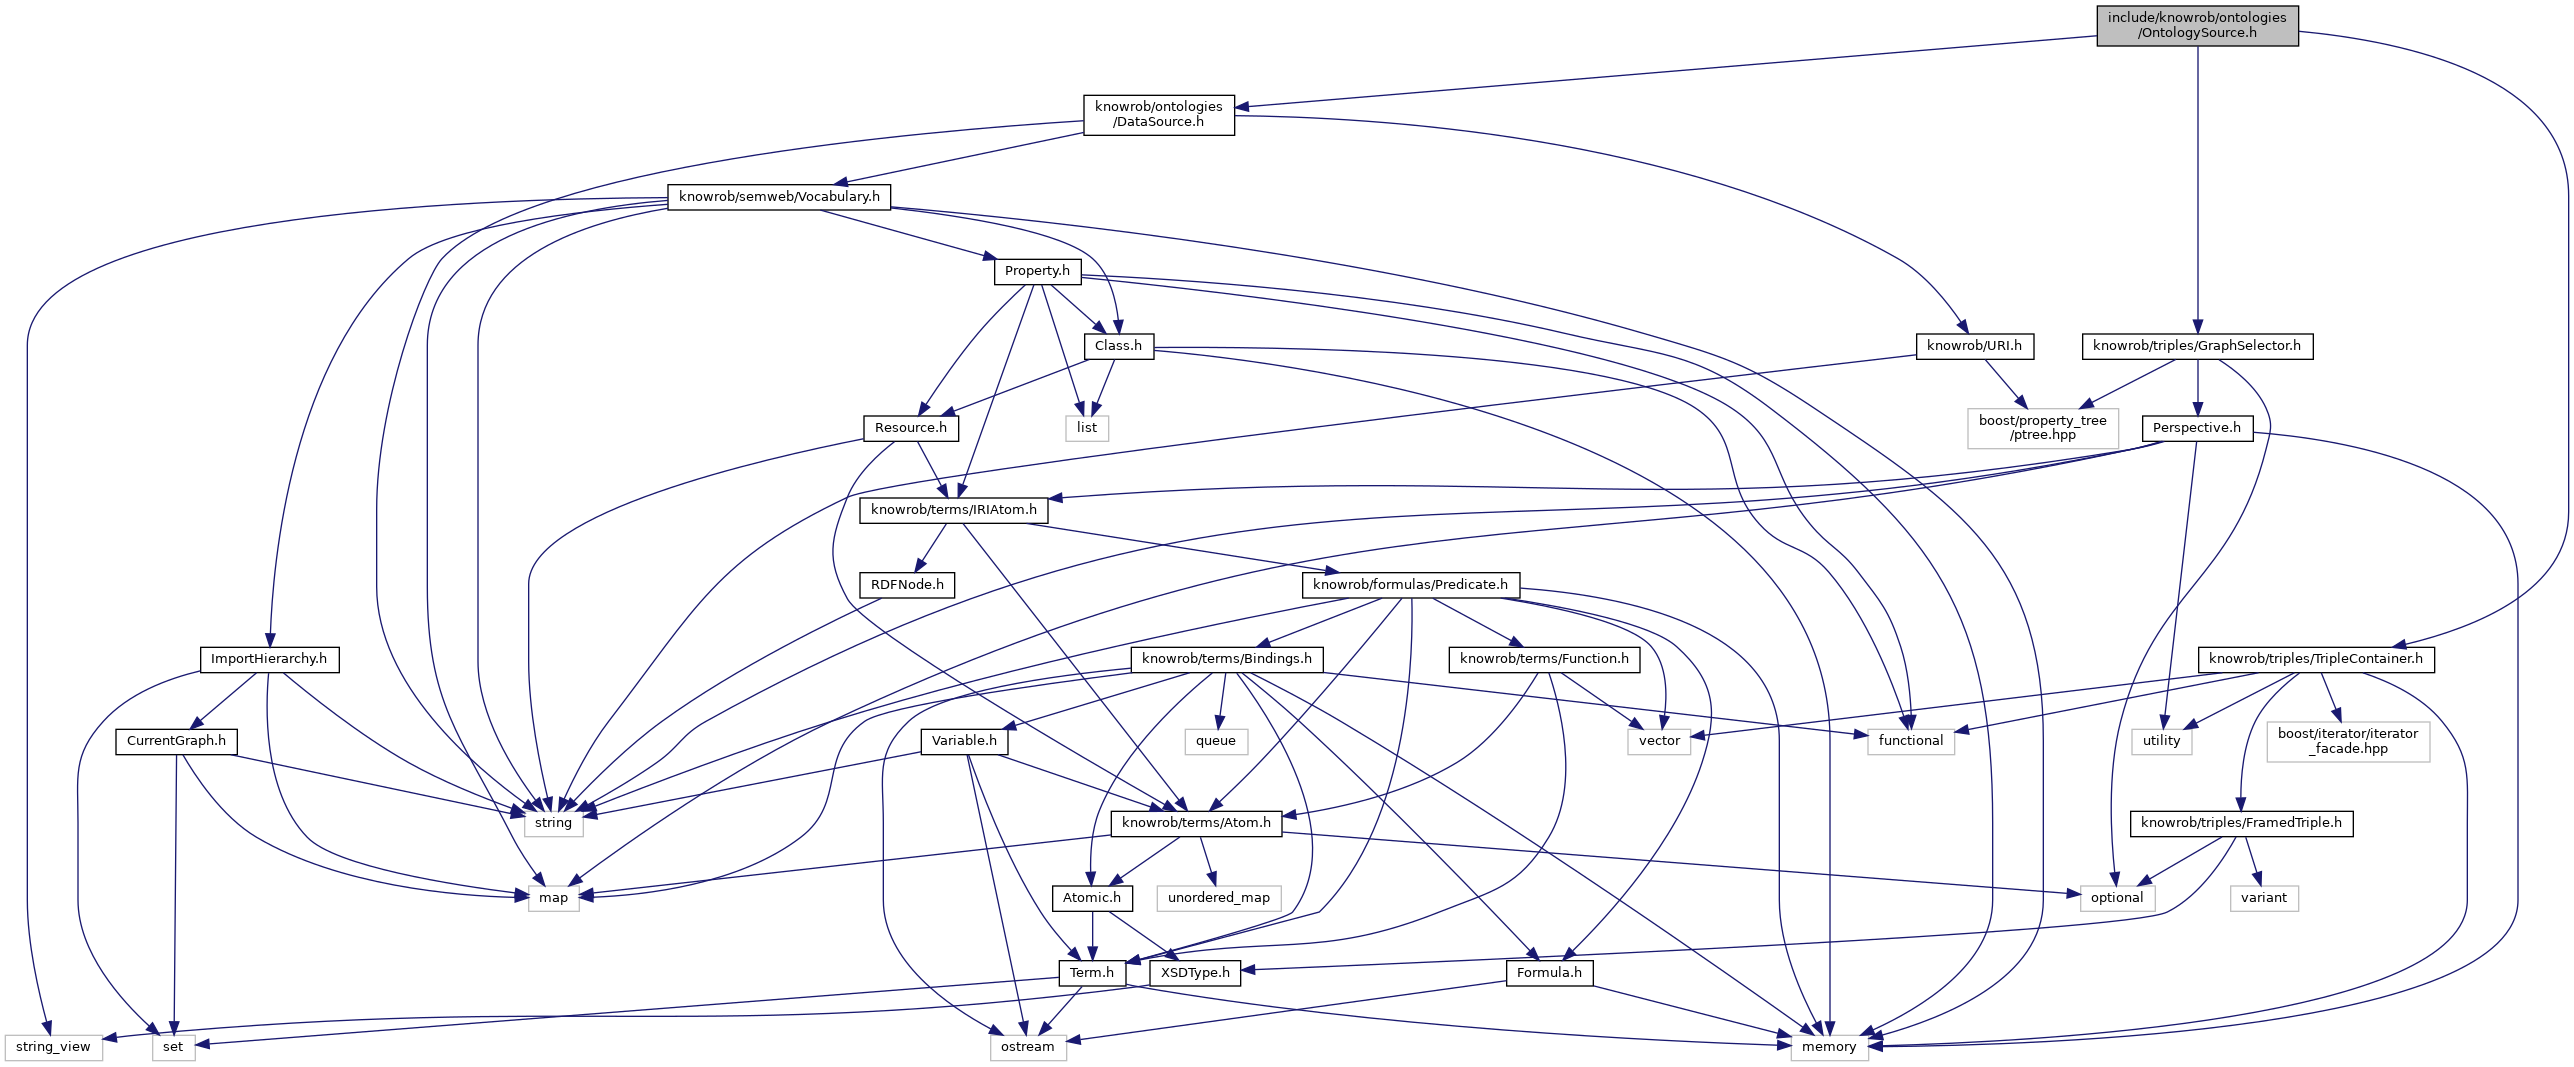 include/knowrob/ontologies
/OntologySource.h
knowrob/ontologies
/DataSource.h
knowrob/semweb/Vocabulary.h
Property.h
Class.h
knowrob/URI.h
knowrob/triples/GraphSelector.h
Resource.h
list
boost/property_tree
/ptree.hpp
Perspective.h
knowrob/terms/IRIAtom.h
RDFNode.h
knowrob/formulas/Predicate.h
ImportHierarchy.h
knowrob/terms/Bindings.h
knowrob/terms/Function.h
knowrob/triples/TripleContainer.h
CurrentGraph.h
Variable.h
queue
vector
functional
utility
boost/iterator/iterator
_facade.hpp
string
knowrob/terms/Atom.h
knowrob/triples/FramedTriple.h
map
Atomic.h
unordered_map
optional
variant
Term.h
XSDType.h
Formula.h
string_view
set
ostream
memory